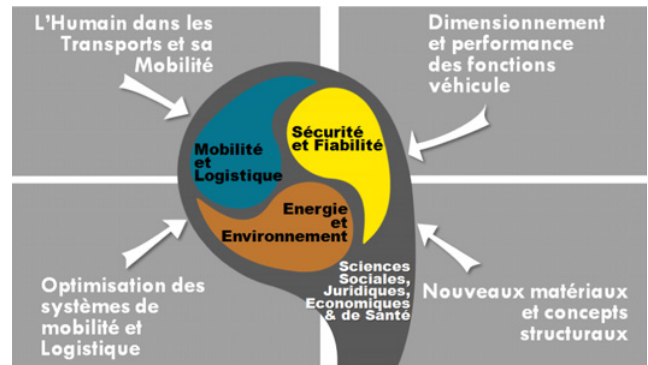 L'Humain dans les
Transports et sa
Mobilité
Dimensionnement
et performance
des fonctions
véhicule
Mobilité
et
Logistique
Sécurité
et Fiabilité
Energie
et
Environnement
Sciences
Sociales,
Juridiques,
Economiques
& de Santé
Optimisation des
systèmes de
mobilité et
Logistique
Nouveaux matériaux
et concepts
structuraux